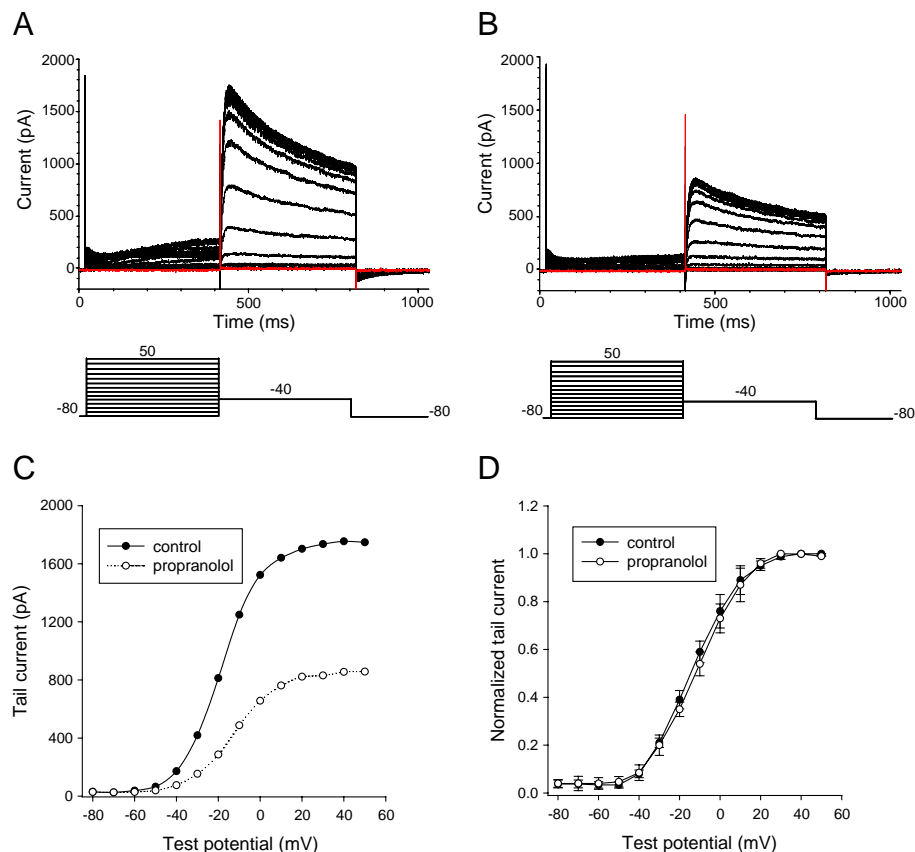 A
2000
1500
1000
500
0
Current (pA)
0
500
1000
Time (ms)
50
-40
-80
-80
B
2000
1500
1000
500
0
Current (pA)
0
500
1000
Time (ms)
50
-40
-80
-80
C
2000
1600
1200
800
400
0
Tail current (pA)
control
propranolol
-80 -60 -40 -20 0 20 40 60
Test potential (mV)
D
1.2
1.0
0.8
0.6
0.4
0.2
0.0
Normalized tail current
control
propranolol
-80 -60 -40 -20 0 20 40 60
Test potential (mV)